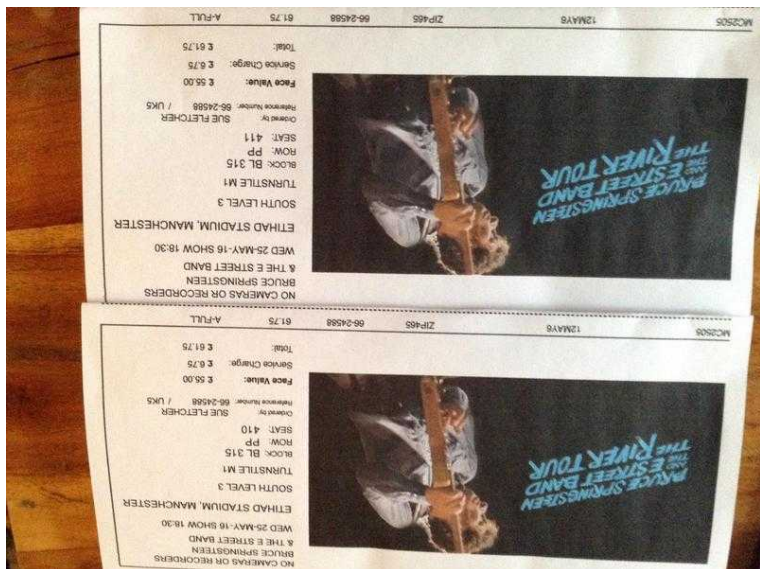 BRUCE SPRINGSTEEN
AND THE E STREET BAND
THE RIVER TOUR
NO CAMERAS OR RECORDERS
BRUCE SPRINGSTEEN
& THE E STREET BAND
WED 25-MAY-16 SHOW 18:30
ETIHAD STADIUM, MANCHESTER
SOUTH LEVEL 3
TURNSTILE M1
BLOCK: BL 315
ROW: PP
SEAT: 410
Ordered by: SUE FLETCHER
Reference Number: 66-24588 / UK5
Face Value: £ 55.00
Service Charge: £ 6.75
Total: £ 61.75
MC2505 12MAY8 ZIP465 66-24588 61.75 A-FULL
BRUCE SPRINGSTEEN
AND THE E STREET BAND
THE RIVER TOUR
NO CAMERAS OR RECORDERS
BRUCE SPRINGSTEEN
& THE E STREET BAND
WED 25-MAY-16 SHOW 18:30
ETIHAD STADIUM, MANCHESTER
SOUTH LEVEL 3
TURNSTILE M1
BLOCK: BL 315
ROW: PP
SEAT: 411
Ordered by: SUE FLETCHER
Reference Number: 66-24588 / UK5
Face Value: £ 55.00
Service Charge: £ 6.75
Total: £ 61.75
MC2505 12MAY8 ZIP465 66-24588 61.75 A-FULL